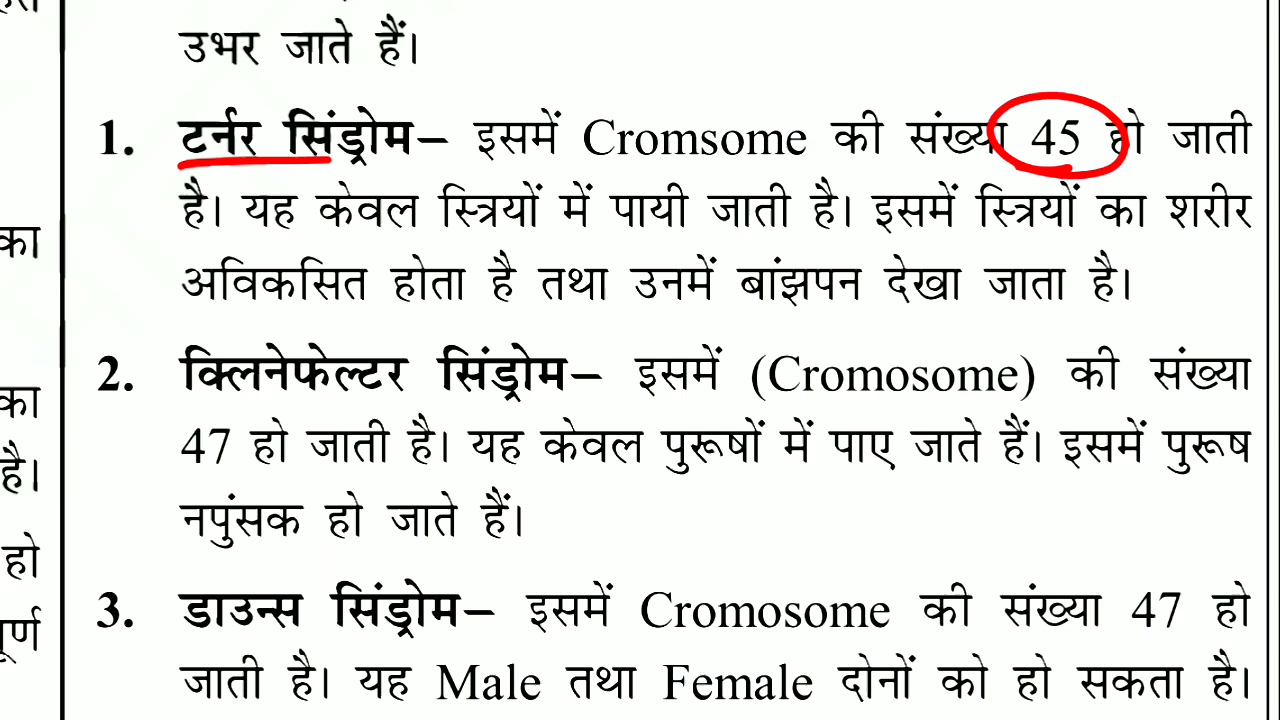 उभर जाते हैं।
1. टर्नर सिंड्रोम– इसमें Cromsome की संख्या 45 हो जाती
है। यह केवल स्त्रियों में पायी जाती है। इसमें स्त्रियों का शरीर
का
अविकसित होता है तथा उनमें बांझपन देखा जाता है।
2. क्लिनेफेल्टर सिंड्रोम– इसमें (Cromosome) की संख्या
का
47 हो जाती है। यह केवल पुरूषों में पाए जाते हैं। इसमें पुरूष
है।
नपुंसक हो जाते हैं।
हो
3. डाउन्स सिंड्रोम– इसमें Cromosome की संख्या 47 हो
जाती है। यह Male तथा Female दोनों को हो सकता है।